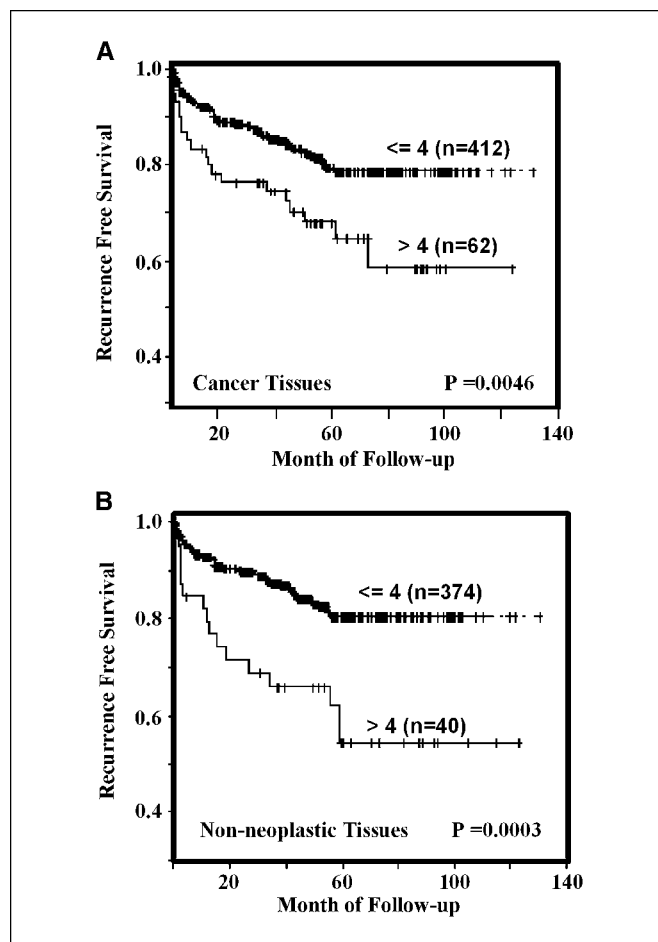 A
1.0
0.8
0.6
0.4
Recurrence Free Survival
<= 4 (n=412)
> 4 (n=62)
Cancer Tissues P =0.0046
20 60 100 140
Month of Follow-up
B
1.0
0.8
0.6
0.4
Recurrence Free Survival
<= 4 (n=374)
> 4 (n=40)
Non-neoplastic Tissues P =0.0003
20 60 100 140
Month of Follow-up